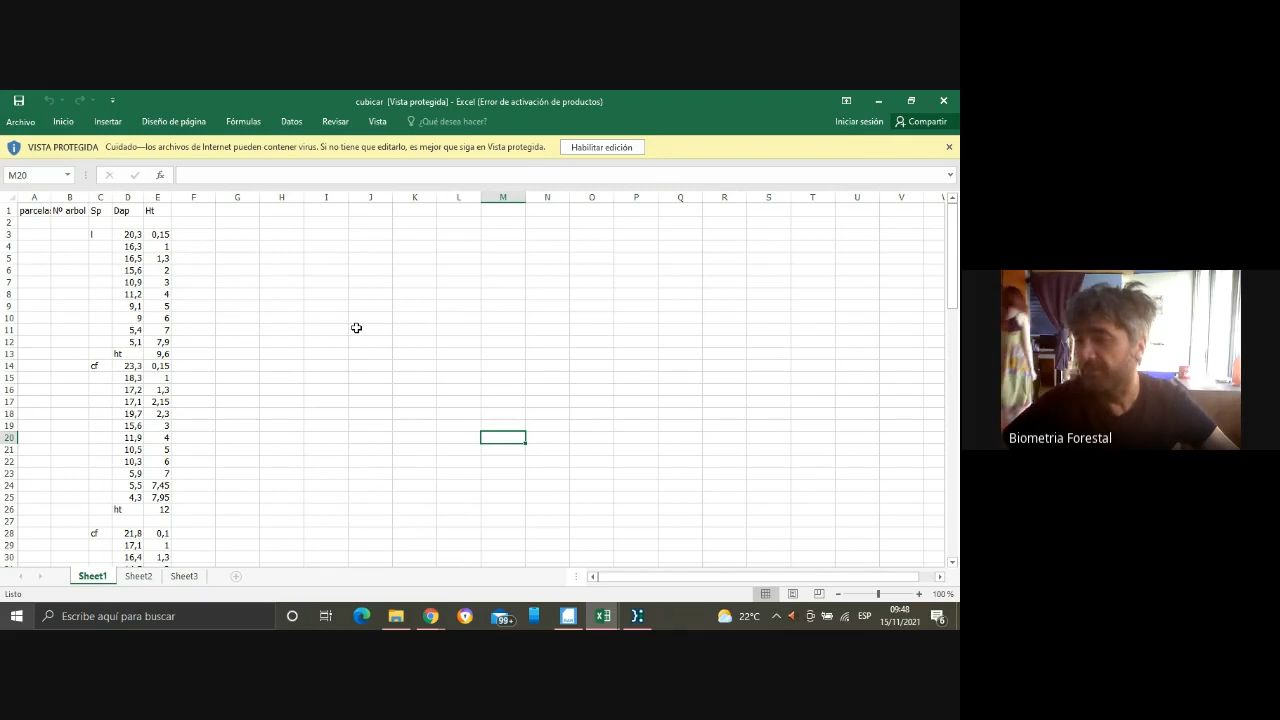 cubicar [Vista protegida] - Excel (Error de activación de productos)
Archivo Inicio Insertar Diseño de página Fórmulas Datos Revisar Vista ¿Qué desea hacer? Iniciar sesión Compartir
VISTA PROTEGIDA Cuidado—los archivos de Internet pueden contener virus. Si no tiene que editarlo, es mejor que siga en Vista protegida. Habilitar edición
M20 fx
A B C D E F G H I J K L M N O P Q R S T U V
1 parcela Nº arbol Sp Dap Ht
2
3 l 20,3 0,15
4 16,3 1
5 16,5 1,3
6 15,6 2
7 10,9 3
8 11,2 4
9 9,1 5
10 9 6
11 5,4 7
12 5,1 7,9
13 ht 9,6
14 cf 23,3 0,15
15 18,3 1
16 17,2 1,3
17 17,1 2,15
18 19,7 2,3
19 15,6 3
20 11,9 4
21 10,5 5
22 10,3 6
23 5,9 7
24 5,5 7,45
25 4,3 7,95
26 ht 12
27
28 cf 21,8 0,1
29 17,1 1
30 16,4 1,3
Sheet1 Sheet2 Sheet3
Listo 100 %
Escribe aquí para buscar 99+ 22°C ESP 09:48
15/11/2021 6
Biometria Forestal